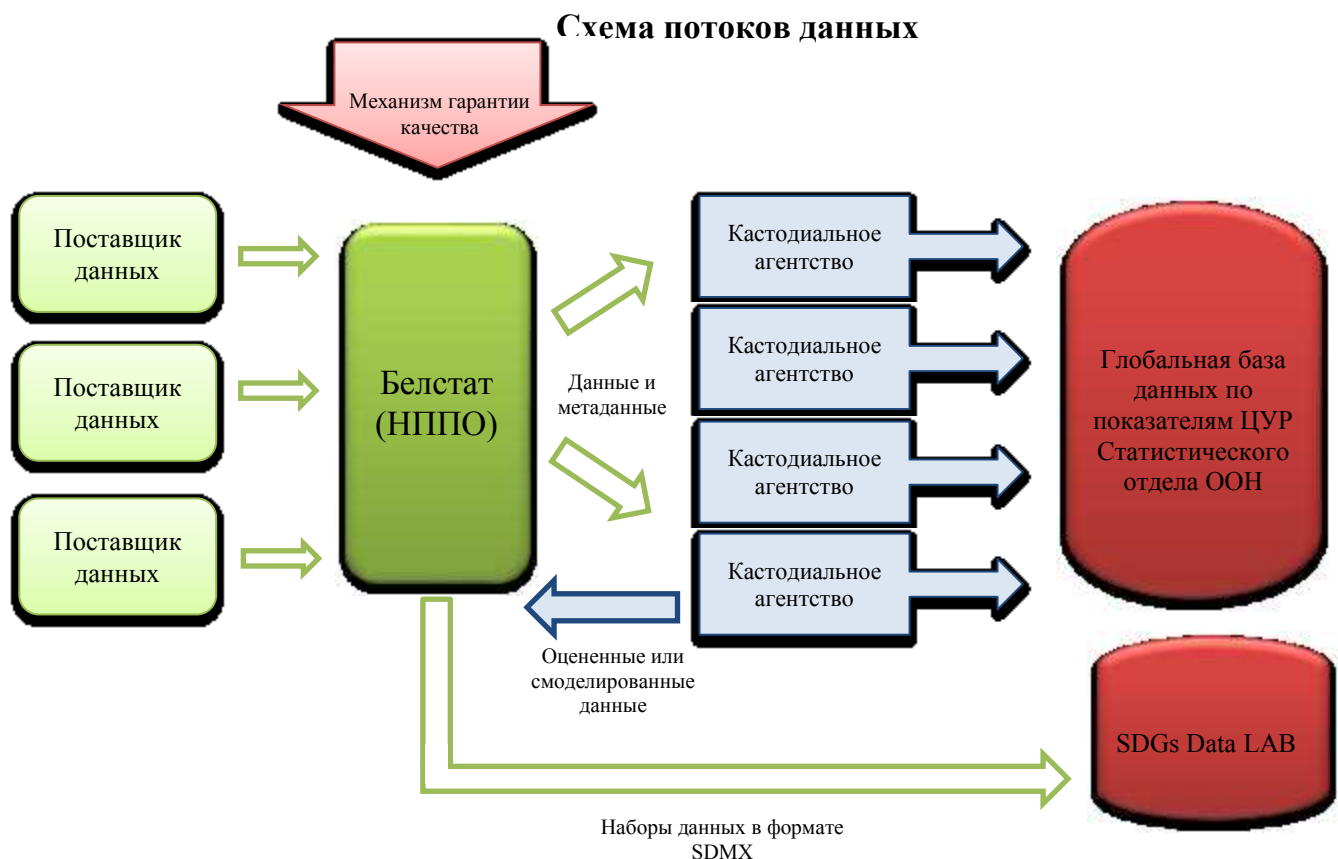 Схема потоков данных
Механизм гарантии
качества
Поставщик
данных
Поставщик
данных
Поставщик
данных
Белстат
(НППО)
Данные и
метаданные
Оцененные или
смоделированные
данные
Кастодиальное
агентство
Кастодиальное
агентство
Кастодиальное
агентство
Кастодиальное
агентство
Глобальная база
данных по
показателям ЦУР
Статистического
отдела ООН
SDGs Data LAB
Наборы данных в формате
SDMX